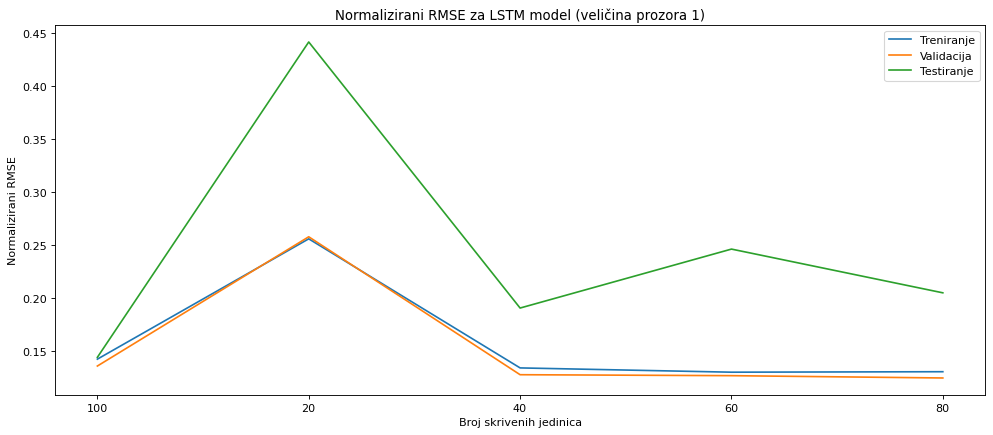 Normalizirani RMSE za LSTM model (veličina prozora 1)
Treniranje
Validacija
Testiranje
Normalizirani RMSE
0.45
0.40
0.35
0.30
0.25
0.20
0.15
100 20 40 60 80
Broj skrivenih jedinica